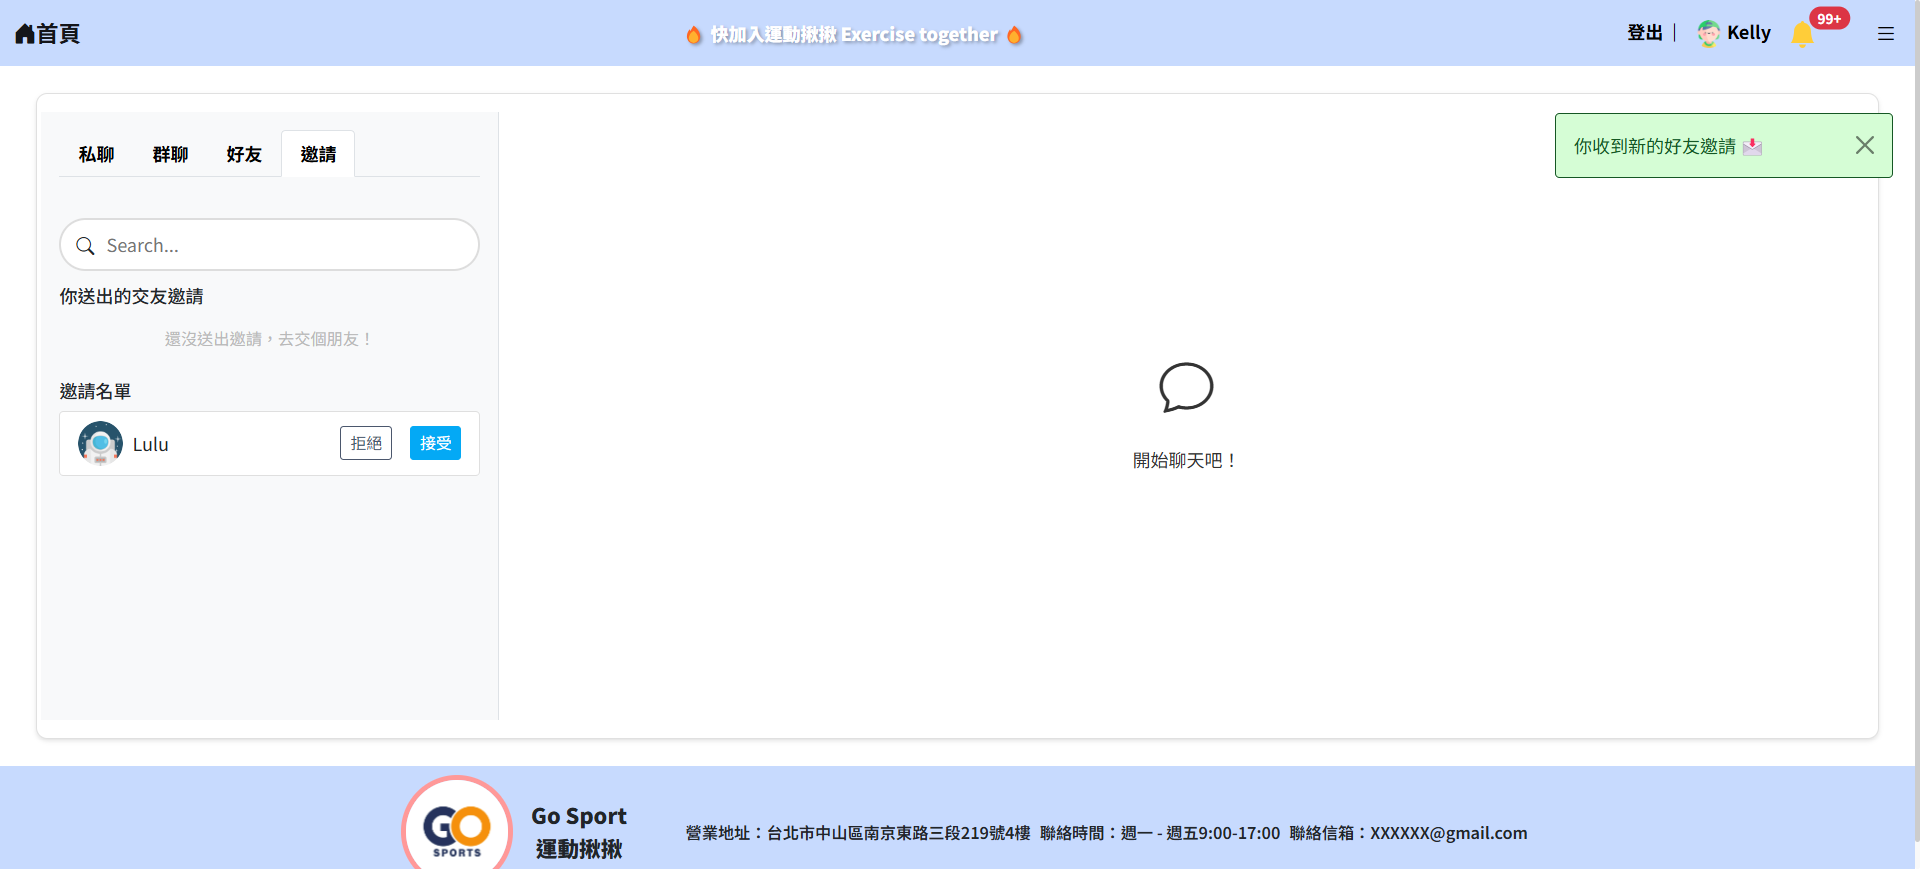 首頁
快加入運動揪揪 Exercise together
登出
Kelly
99+
私聊
群聊
好友
邀請
你收到新的好友邀請
Search...
你送出的交友邀請
還沒送出邀請，去交個朋友！
邀請名單
Lulu
拒絕
接受
開始聊天吧！
GO
SPORTS
Go Sport
運動揪揪
營業地址：台北市中山區南京東路三段219號4樓 聯絡時間：週一 - 週五9:00-17:00 聯絡信箱：XXXXXX@gmail.com